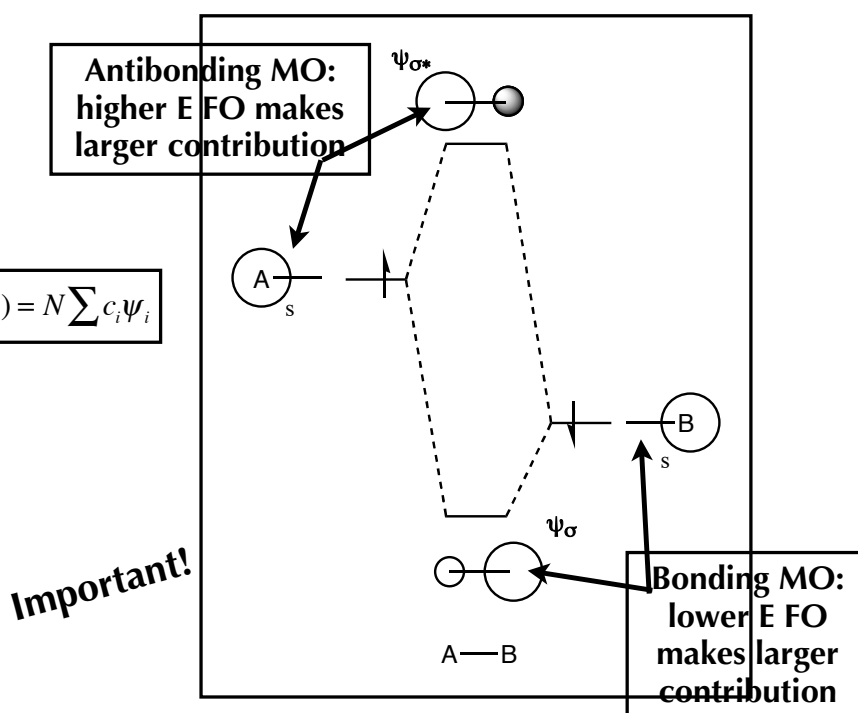 ψσ*
Antibonding MO:
higher E FO makes
larger contribution
A
s
) = N∑cᵢψᵢ
B
s
ψσ
Important!
Bonding MO:
lower E FO
makes larger
contribution
A—B